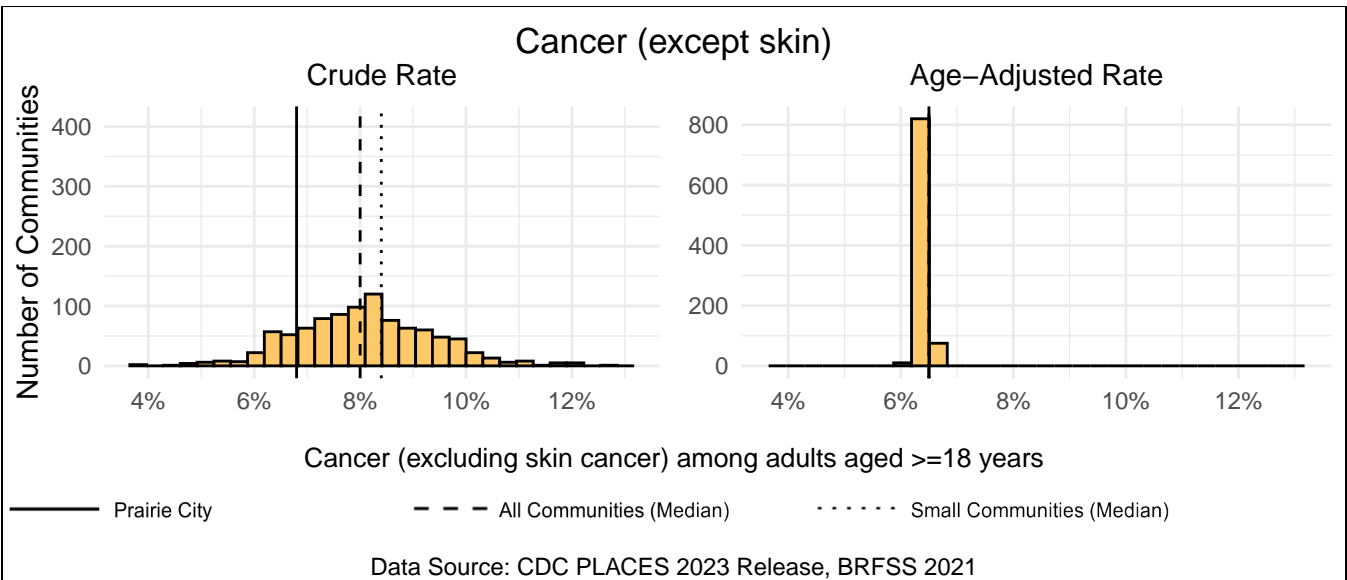 Cancer (except skin)
Crude Rate
Age−Adjusted Rate
Number of Communities
400
300
200
100
0
4%
6%
8%
10%
12%
800
600
400
200
0
4%
6%
8%
10%
12%
Cancer (excluding skin cancer) among adults aged >=18 years
Prairie City
All Communities (Median)
Small Communities (Median)
Data Source: CDC PLACES 2023 Release, BRFSS 2021